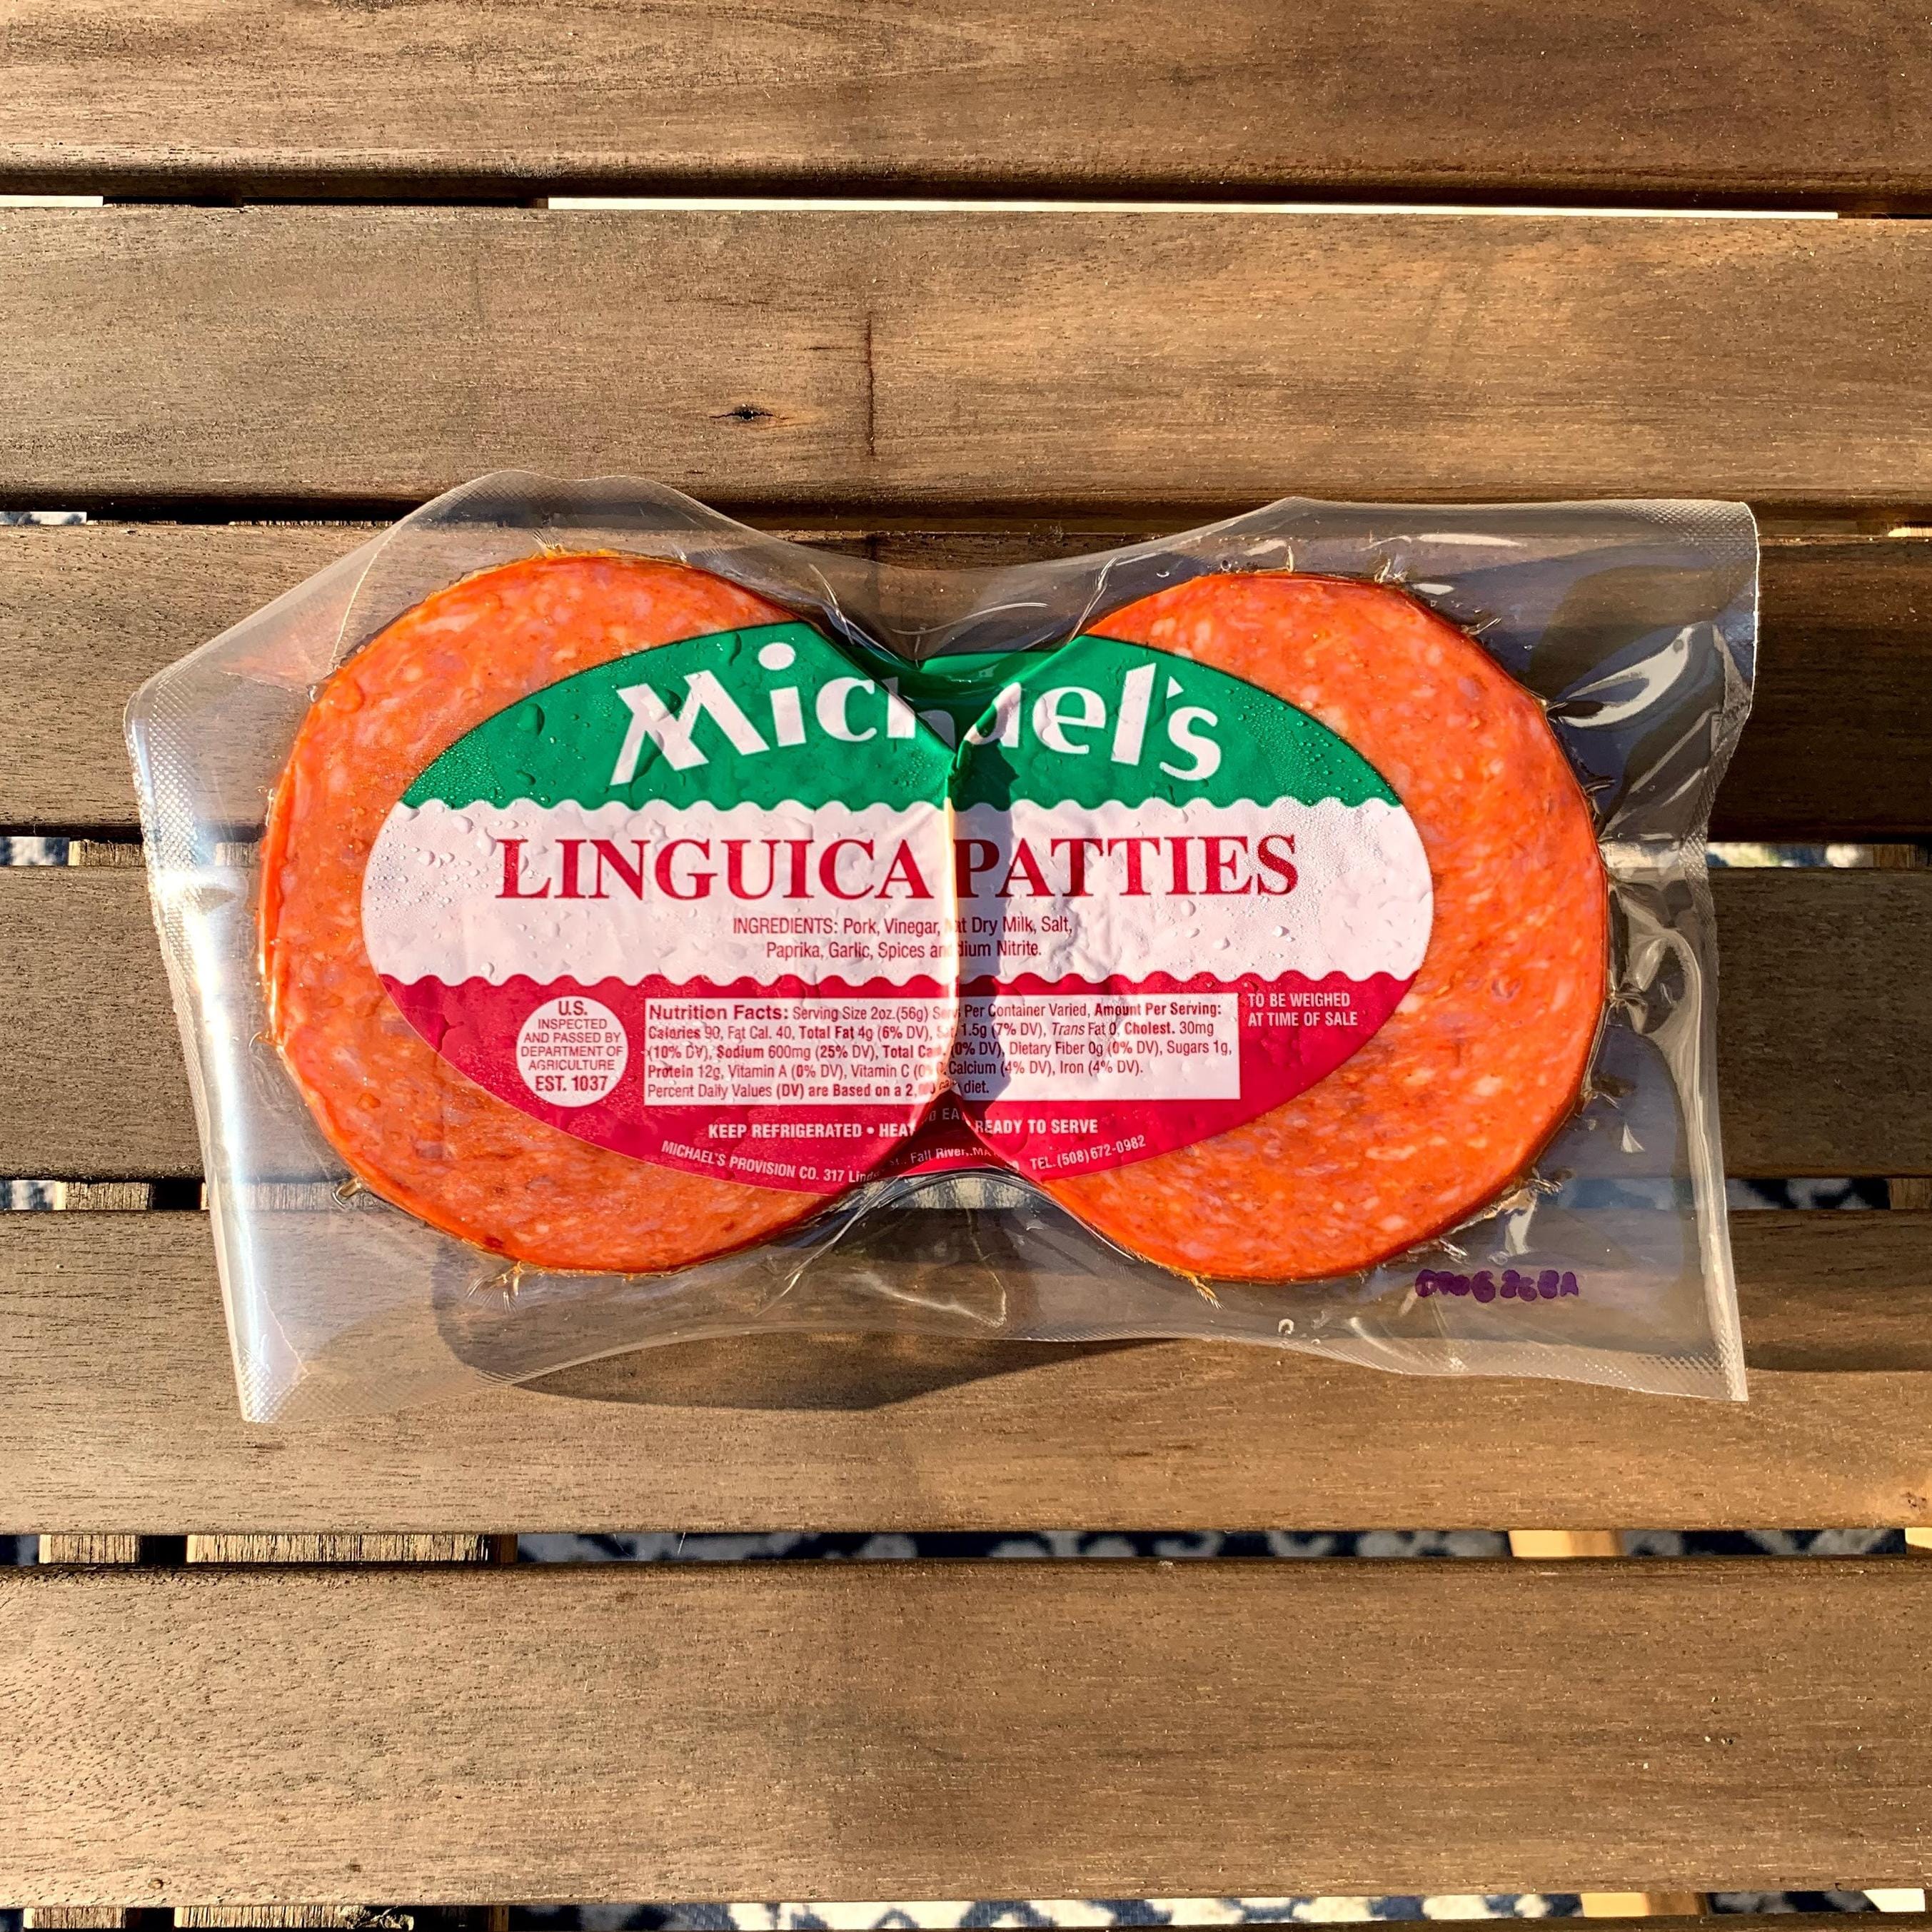 Michael's
LINGUICA PATTIES
INGREDIENTS: Pork, Vinegar, Dry Milk, Salt,
Paprika, Garlic, Spices Nitrite.
U.S.
INSPECTED
AND PASSED BY
DEPARTMENT OF
AGRICULTURE
EST. 1037
Nutrition Facts: Serving Size 2oz.(56g) Per Container Varied, Amount Per Serving:
Calories 90, Fat Cal. 40, Total Fat 4g (6% DV), 1.5g (7% DV), Trans Fat 0, Cholest. 30mg
(10% DV), Sodium 600mg (25% DV), Total (0% DV), Dietary Fiber 0g (0% DV), Sugars 1g,
Protein 12g, Vitamin A (0% DV), Vitamin C Calcium (4% DV), Iron (4% DV).
Percent Daily Values (DV) are Based on a diet.
TO BE WEIGHED
AT TIME OF SALE
KEEP REFRIGERATED • READY TO SERVE
MICHAEL'S PROVISION CO. 317 Fall River, TEL. (508) 672-0982